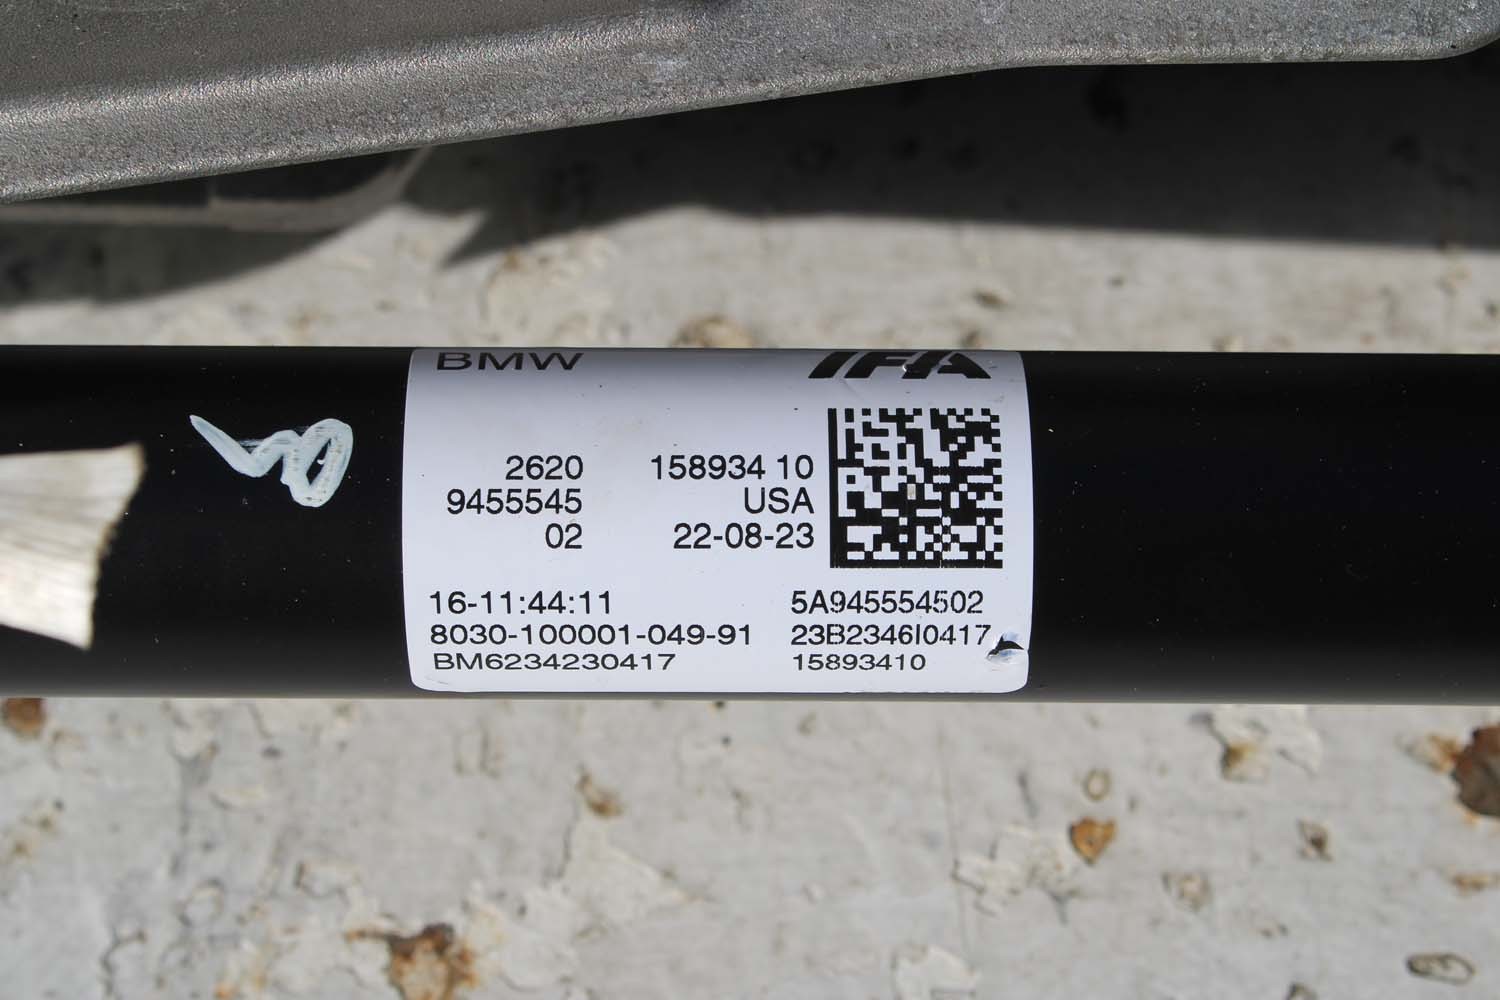 BMW IFA
2620 158934 10
9455545 USA
02 22-08-23
16-11:44:11 5A945554502
8030-100001-049-91 23B2346I0417
BM6234230417 15893410